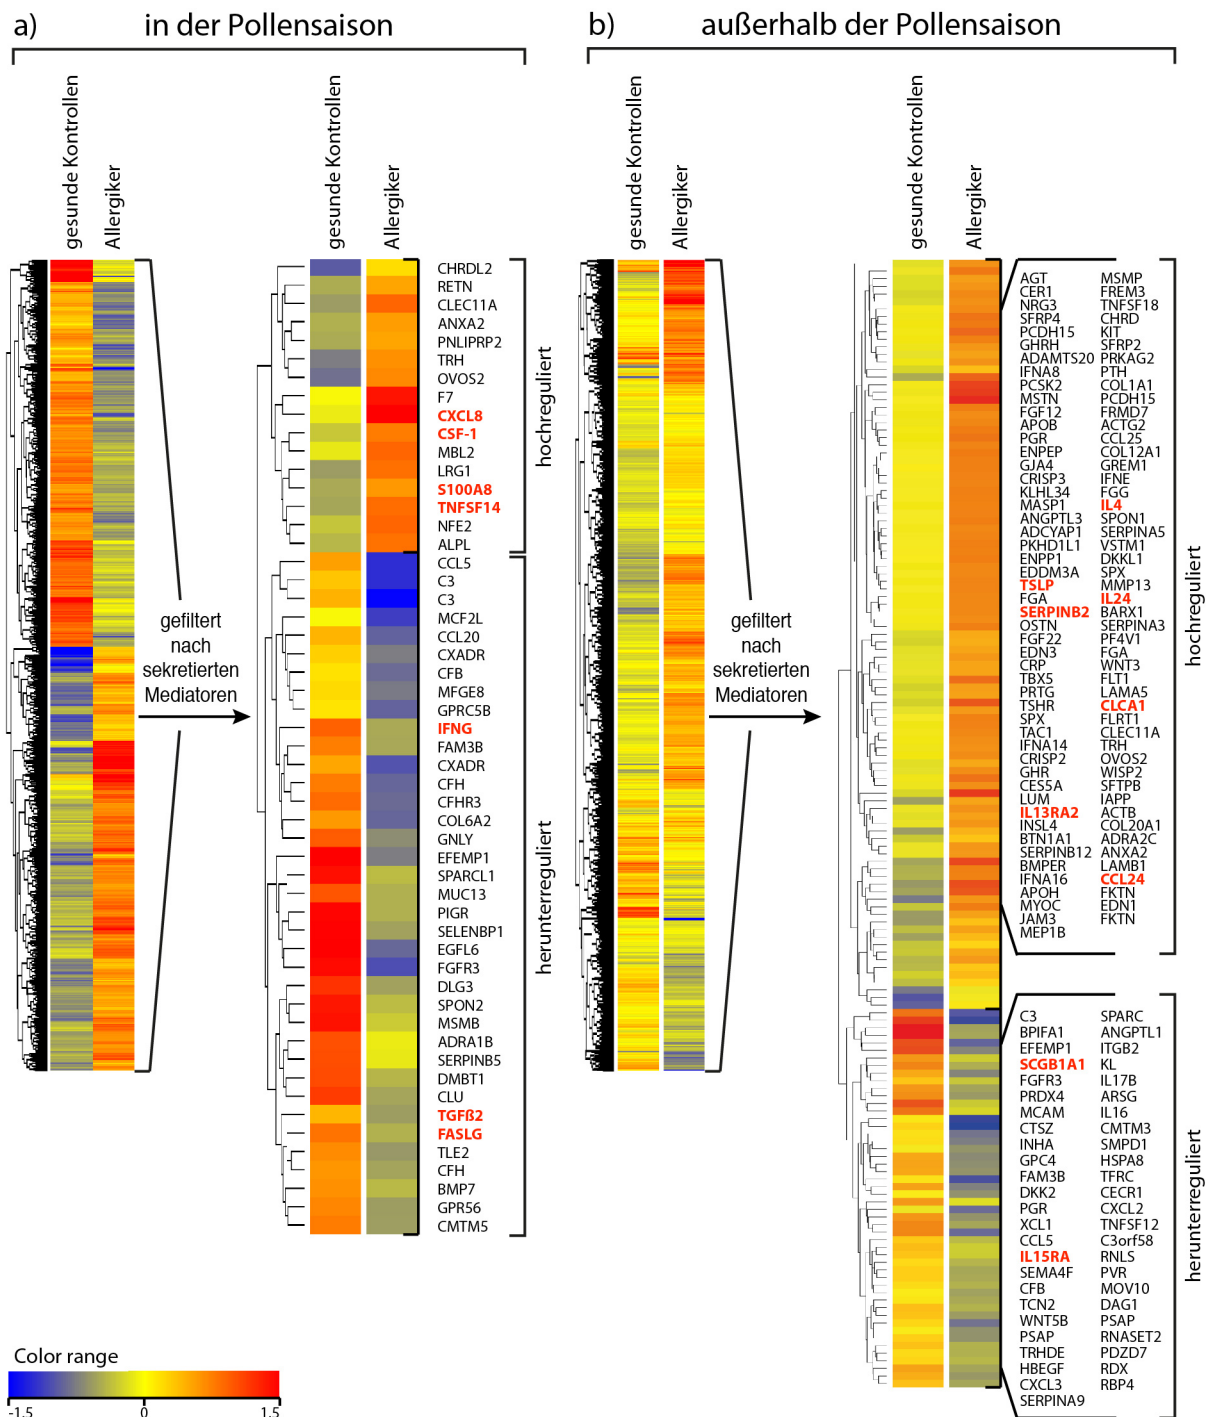 a) in der Pollensaison
gesunde Kontrollen
Allergiker
gesunde Kontrollen
Allergiker
gefiltert
nach
sekretierten
Mediatoren
CHRDL2
RETN
CLEC11A
ANXA2
PNLIPRP2
TRH
OVOS2
F7
CXCL8
CSF-1
MBL2
LRG1
S100A8
TNFSF14
NFE2
ALPL
hochreguliert
CCL5
C3
C3
MCF2L
CCL20
CXADR
CFB
MFGE8
GPRC5B
IFNG
FAM3B
CXADR
CFH
CFHR3
COL6A2
GNLY
EFEMP1
SPARCL1
MUC13
PIGR
SELENBP1
EGFL6
FGFR3
DLG3
SPON2
MSMB
ADRA1B
SERPINB5
DMBT1
CLU
TGFß2
FASLG
TLE2
CFH
BMP7
GPR56
CMTM5
herunterreguliert
Color range
-1.5 0 1.5
b) außerhalb der Pollensaison
gesunde Kontrollen
Allergiker
gesunde Kontrollen
Allergiker
gefiltert
nach
sekretierten
Mediatoren
AGT MSMP
CER1 FREM3
NRG3 TNFSF18
SFRP4 CHRD
PCDH15 KIT
GHRH SFRP2
ADAMTS20 PRKAG2
IFNA8 PTH
PCSK2 COL1A1
MSTN PCDH15
FGF12 FRMD7
APOB ACTG2
PGR CCL25
ENPEP COL12A1
GJA4 GREM1
CRISP3 IFNE
KLHL34 FGG
MASP1 IL4
ANGPTL3 SPON1
ADCYAP1 SERPINA5
PKHD1L1 VSTM1
ENPP1 DKKL1
EDDM3A SPX
TSLP MMP13
FGA IL24
SERPINB2 BARX1
OSTN SERPINA3
FGF22 PF4V1
EDN3 FGA
CRP WNT3
TBX5 FLT1
PRTG LAMA5
TSHR CLCA1
SPX FLRT1
TAC1 CLEC11A
IFNA14 TRH
CRISP2 OVOS2
GHR WISP2
CES5A SFTPB
LUM IAPP
IL13RA2 ACTB
INSL4 COL20A1
BTN1A1 ADRA2C
SERPINB12 ANXA2
BMPER LAMB1
IFNA16 CCL24
APOH FKTN
MYOC EDN1
JAM3 FKTN
MEP1B
hochreguliert
C3 SPARC
BPIFA1 ANGPTL1
EFEMP1 ITGB2
SCGB1A1 KL
FGFR3 IL17B
PRDX4 ARSG
MCAM IL16
CTSZ CMTM3
INHA SMPD1
GPC4 HSPA8
FAM3B TFRC
DKK2 CECR1
PGR CXCL2
XCL1 TNFSF12
CCL5 C3orf58
IL15RA RNLS
SEMA4F PVR
CFB MOV10
TCN2 DAG1
WNT5B PSAP
PSAP RNASET2
TRHDE PDZD7
HBEGF RDX
CXCL3 RBP4
SERPINA9
herunterreguliert